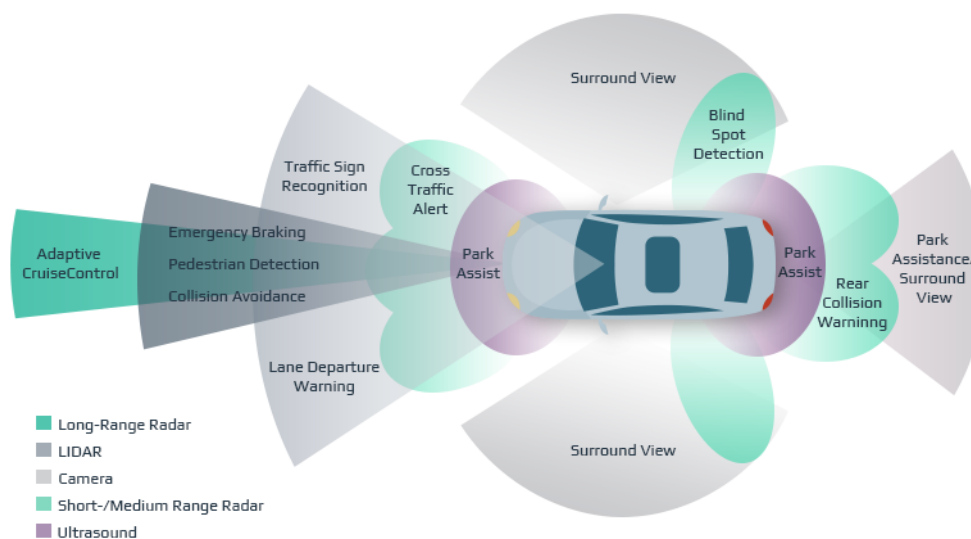 Surround View
Blind
Spot
Detection
Traffic Sign
Recognition
Cross
Traffic
Alert
Adaptive
CruiseControl
Emergency Braking
Pedestrian Detection
Collision Avoidance
Park
Assist
Park
Assist
Rear
Collision
Warninng
Park
Assistance/
Surround
View
Lane Departure
Warning
Surround View
Long-Range Radar
LIDAR
Camera
Short-/Medium Range Radar
Ultrasound